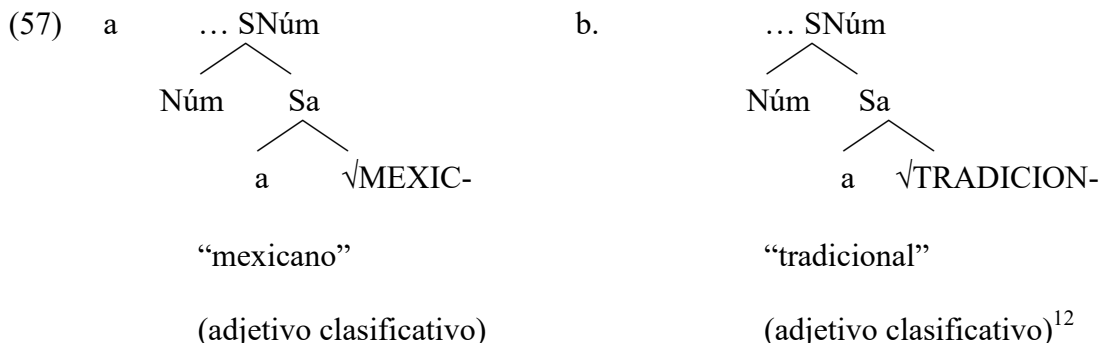 (57) a … SNúm b. … SNúm
Núm Sa Núm Sa
a √MEXIC- a √TRADICION-
“mexicano” “tradicional”
(adjetivo clasificativo) (adjetivo clasificativo)12